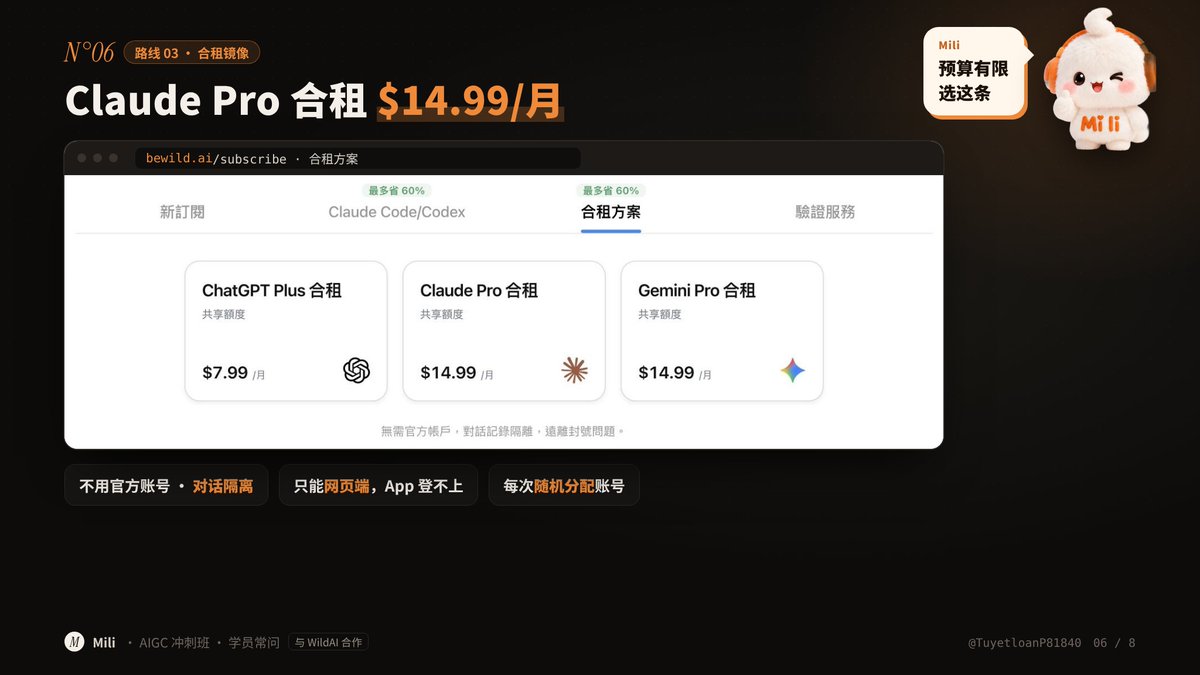 N°06 路线 03 · 合租镜像
Claude Pro 合租 $14.99/月
Mili
预算有限
选这条
Mili
bewild.ai/subscribe · 合租方案
最多省 60%
最多省 60%
新訂閱
Claude Code/Codex
合租方案
驗證服務
ChatGPT Plus 合租
共享額度
$7.99 /月
Claude Pro 合租
共享額度
$14.99 /月
Gemini Pro 合租
共享額度
$14.99 /月
無需官方帳戶，對話記錄隔離，遠離封號問題。
不用官方账号 · 对话隔离
只能网页端，App 登不上
每次随机分配账号
M Mili · AIGC 冲刺班 · 学员常问 与 WildAI 合作
@TuyetloanP81840 06 / 8